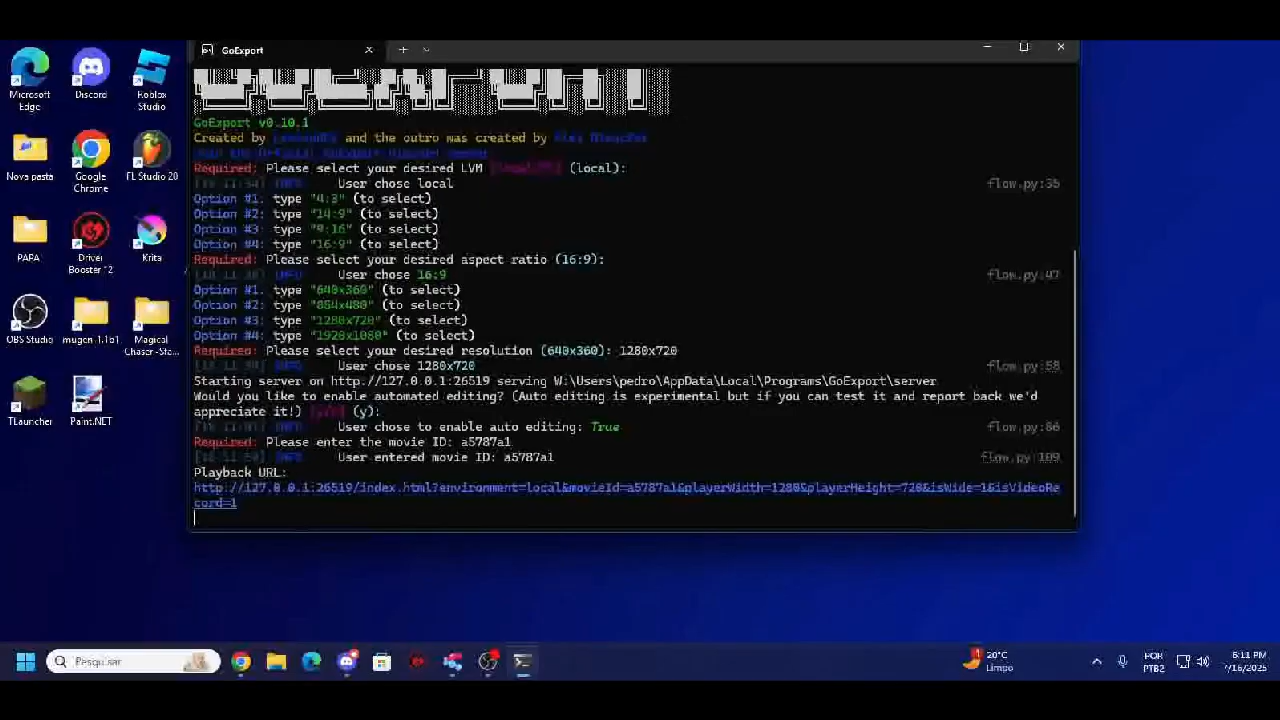 GoExport
GoExport v0.10.1
Created by and the outro was created by
Required: Please select your desired LVM (local):
User chose local flow.py:35
Option #1: type "4:3" (to select)
Option #2: type "14:9" (to select)
Option #3: type "9:16" (to select)
Option #4: type "16:9" (to select)
Required: Please select your desired aspect ratio (16:9):
User chose 16:9 flow.py:47
Option #1: type "640x360" (to select)
Option #2: type "854x480" (to select)
Option #3: type "1280x720" (to select)
Option #4: type "1920x1080" (to select)
Required: Please select your desired resolution (640x360): 1280x720
User chose 1280x720 flow.py:58
Starting server on http://127.0.0.1:26519 serving W:\Users\pedro\AppData\Local\Programs\GoExport\server
Would you like to enable automated editing? (Auto editing is experimental but if you can test it and report back we'd
appreciate it!) (y):
User chose to enable auto editing: True flow.py:86
Required: Please enter the movie ID: a5787a1
User entered movie ID: a5787a1 flow.py:109
Playback URL:
http://127.0.0.1:26519/index.html?environment=local&movieId=a5787a1&playerWidth=1280&playerHeight=720&isWide=1&isVideoRe
cord=1
Microsoft Edge
Discord
Roblox Studio
Nova pasta
Google Chrome
FL Studio 20
PAPA
Driver Booster 12
Krita
OBS Studio
mugen-1.1b1
Magical Chaser -Sta...
TLauncher
Paint.NET
Pesquisar
20°C
Limpo
POR
PTB2
6:11 PM
7/16/2025